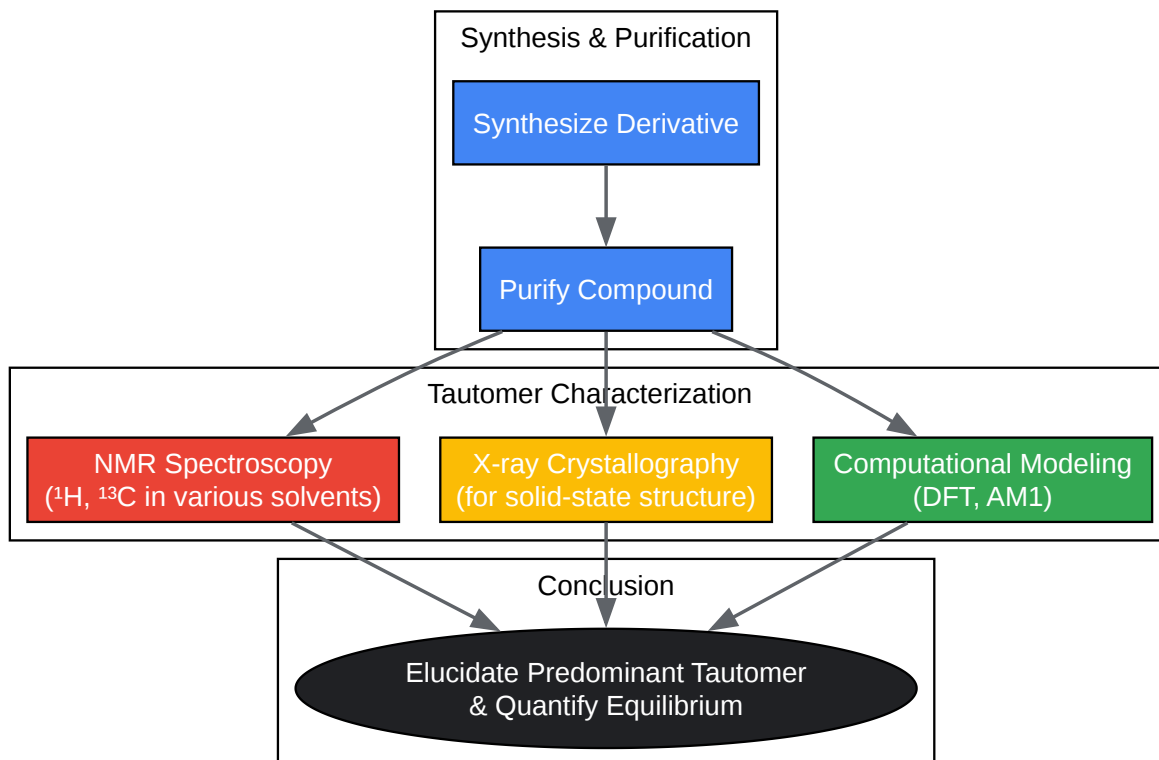 Synthesis & Purification
Synthesize Derivative
Purify Compound
Tautomer Characterization
NMR Spectroscopy
(¹H, ¹³C in various solvents)
X-ray Crystallography
(for solid-state structure)
Computational Modeling
(DFT, AM1)
Conclusion
Elucidate Predominant Tautomer
& Quantify Equilibrium